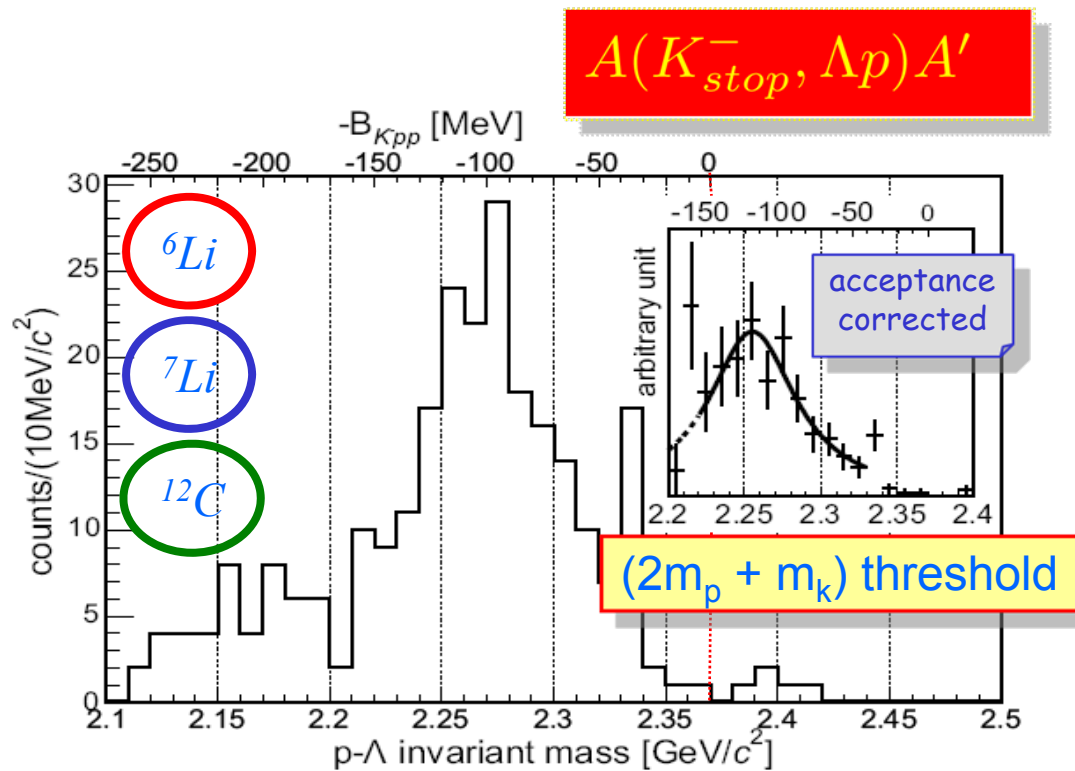 A(K⁻stop, Λp)A′
-B_K⁻pp [MeV]
-250 -200 -150 -100 -50 0
30
25
20
15
10
5
0
counts/(10MeV/c²)
⁶Li
⁷Li
¹²C
-150 -100 -50 0
arbitrary unit
acceptance
corrected
2.2 2.25 2.3 2.35 2.4
(2mp + mk) threshold
2.1 2.15 2.2 2.25 2.3 2.35 2.4 2.45 2.5
p-Λ invariant mass [GeV/c²]